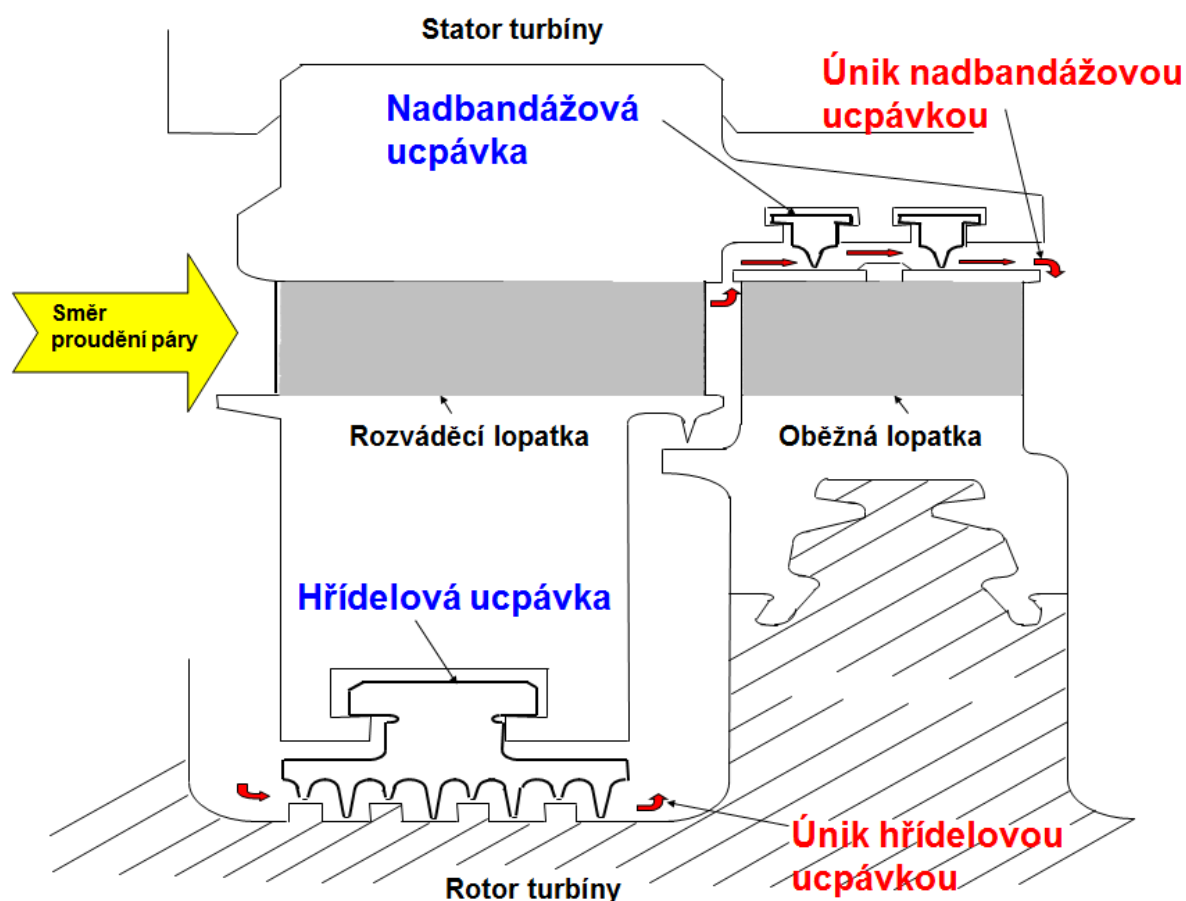 Stator turbíny
Únik nadbandážovou
ucpávkou
Nadbandážová
ucpávka
Směr
proudění páry
Rozváděcí lopatka
Oběžná lopatka
Hřídelová ucpávka
Únik hřídelovou
ucpávkou
Rotor turbíny